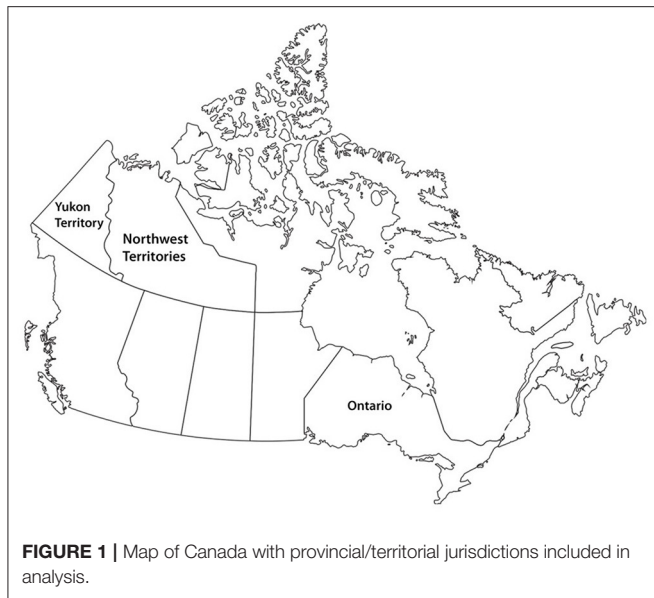 Yukon
Territory
Northwest
Territories
Ontario
FIGURE 1 | Map of Canada with provincial/territorial jurisdictions included in
analysis.